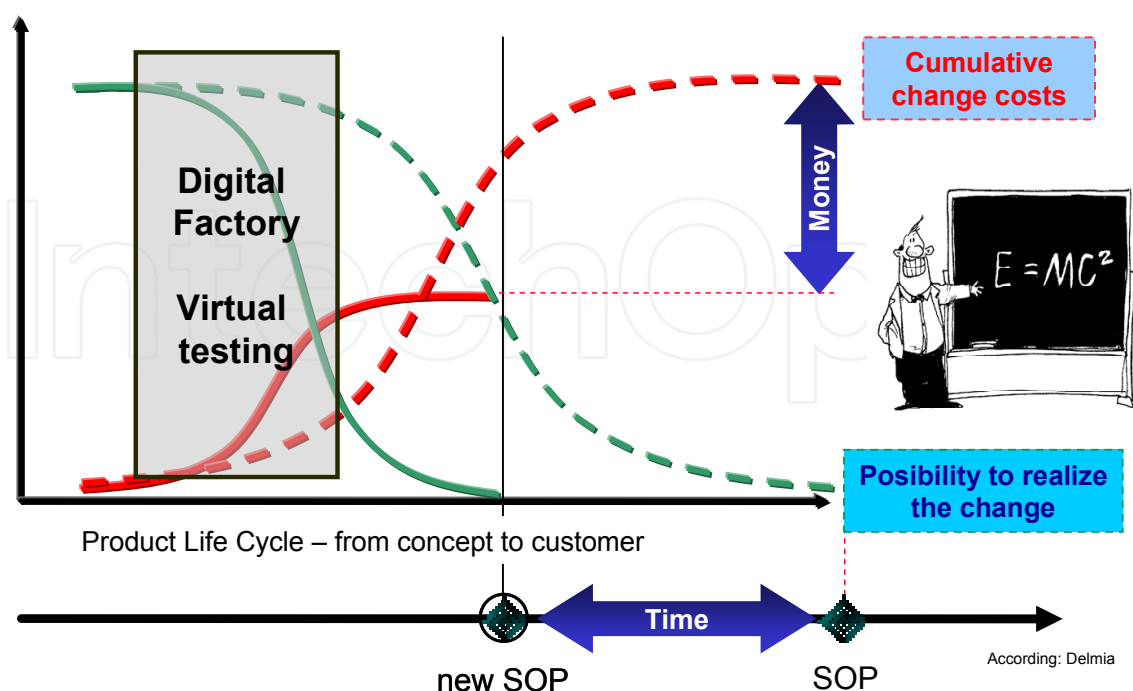 Cumulative
change costs
Digital
Factory
Virtual
testing
Money
E = MC²
Posibility to realize
the change
Product Life Cycle – from concept to customer
Time
new SOP
SOP
According: Delmia
IntechOp